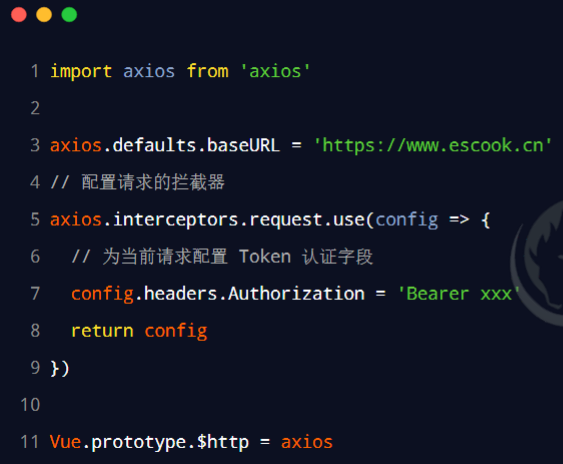 1 import axios from 'axios'
2
3 axios.defaults.baseURL = 'https://www.escook.cn'
4 // 配置请求的拦截器
5 axios.interceptors.request.use(config => {
6   // 为当前请求配置 Token 认证字段
7   config.headers.Authorization = 'Bearer xxx'
8   return config
9 })
10
11 Vue.prototype.$http = axios